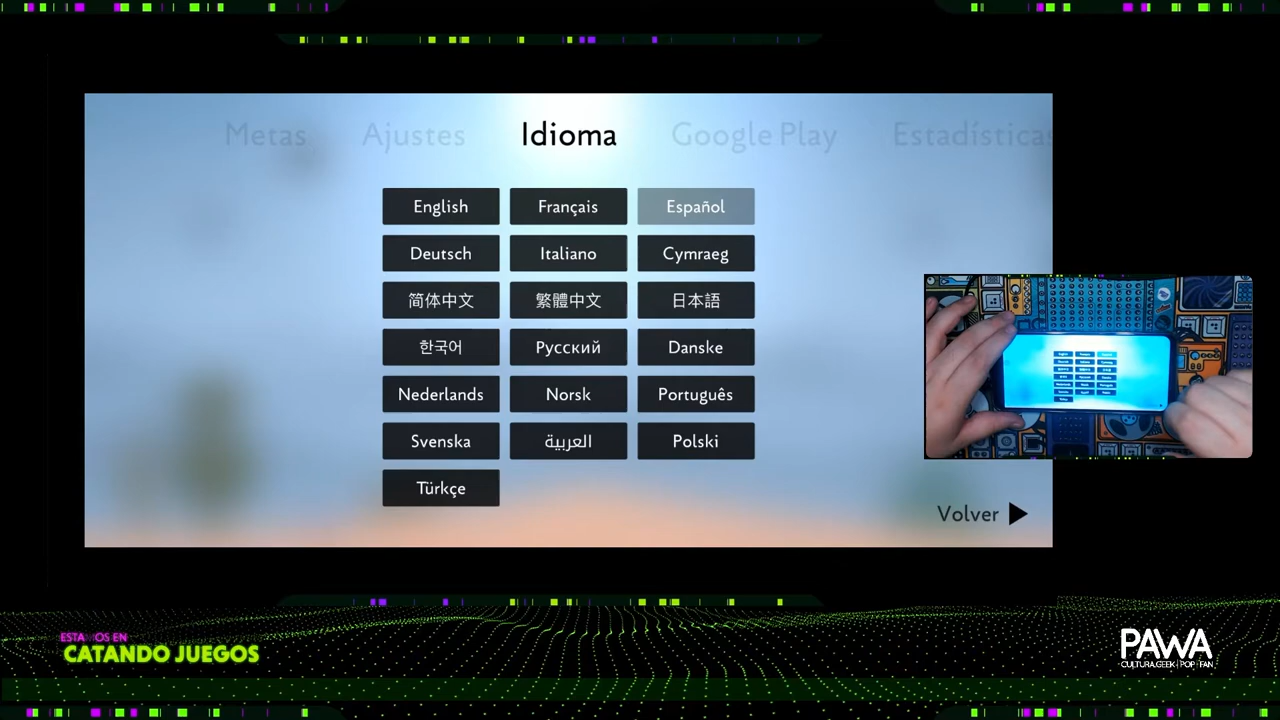 Metas Ajustes Idioma Google Play Estadísticas
English Français Español
Deutsch Italiano Cymraeg
简体中文 繁體中文 日本語
한국어 Русский Danske
Nederlands Norsk Português
Svenska العربية Polski
Türkçe
Volver
ESTAMOS EN
CATANDO JUEGOS
PAWA
CULTURA.GEEK | POP | FAN